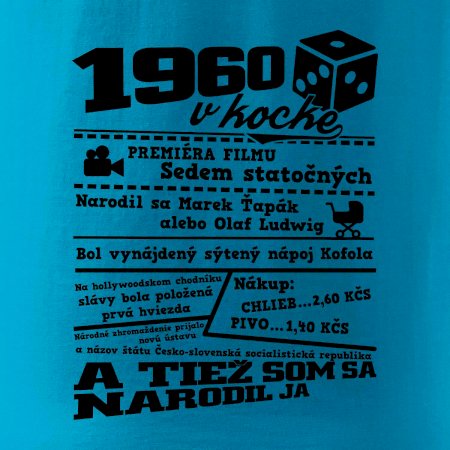 1960
v kocke
PREMIÉRA FILMU
Sedem statočných
Narodil sa Marek Ťapák
alebo Olaf Ludwig
Bol vynájdený sýtený nápoj Kofola
Na hollywoodskom chodníku
slávy bola položená
prvá hviezda
Nákup:
CHLIEB...2,60 KČS
PIVO...1,40 KČS
Národné zhromaždenie prijalo
novú ústavu
a názov štátu Česko-slovenská socialistická republika
A TIEŽ SOM SA
NARODIL JA